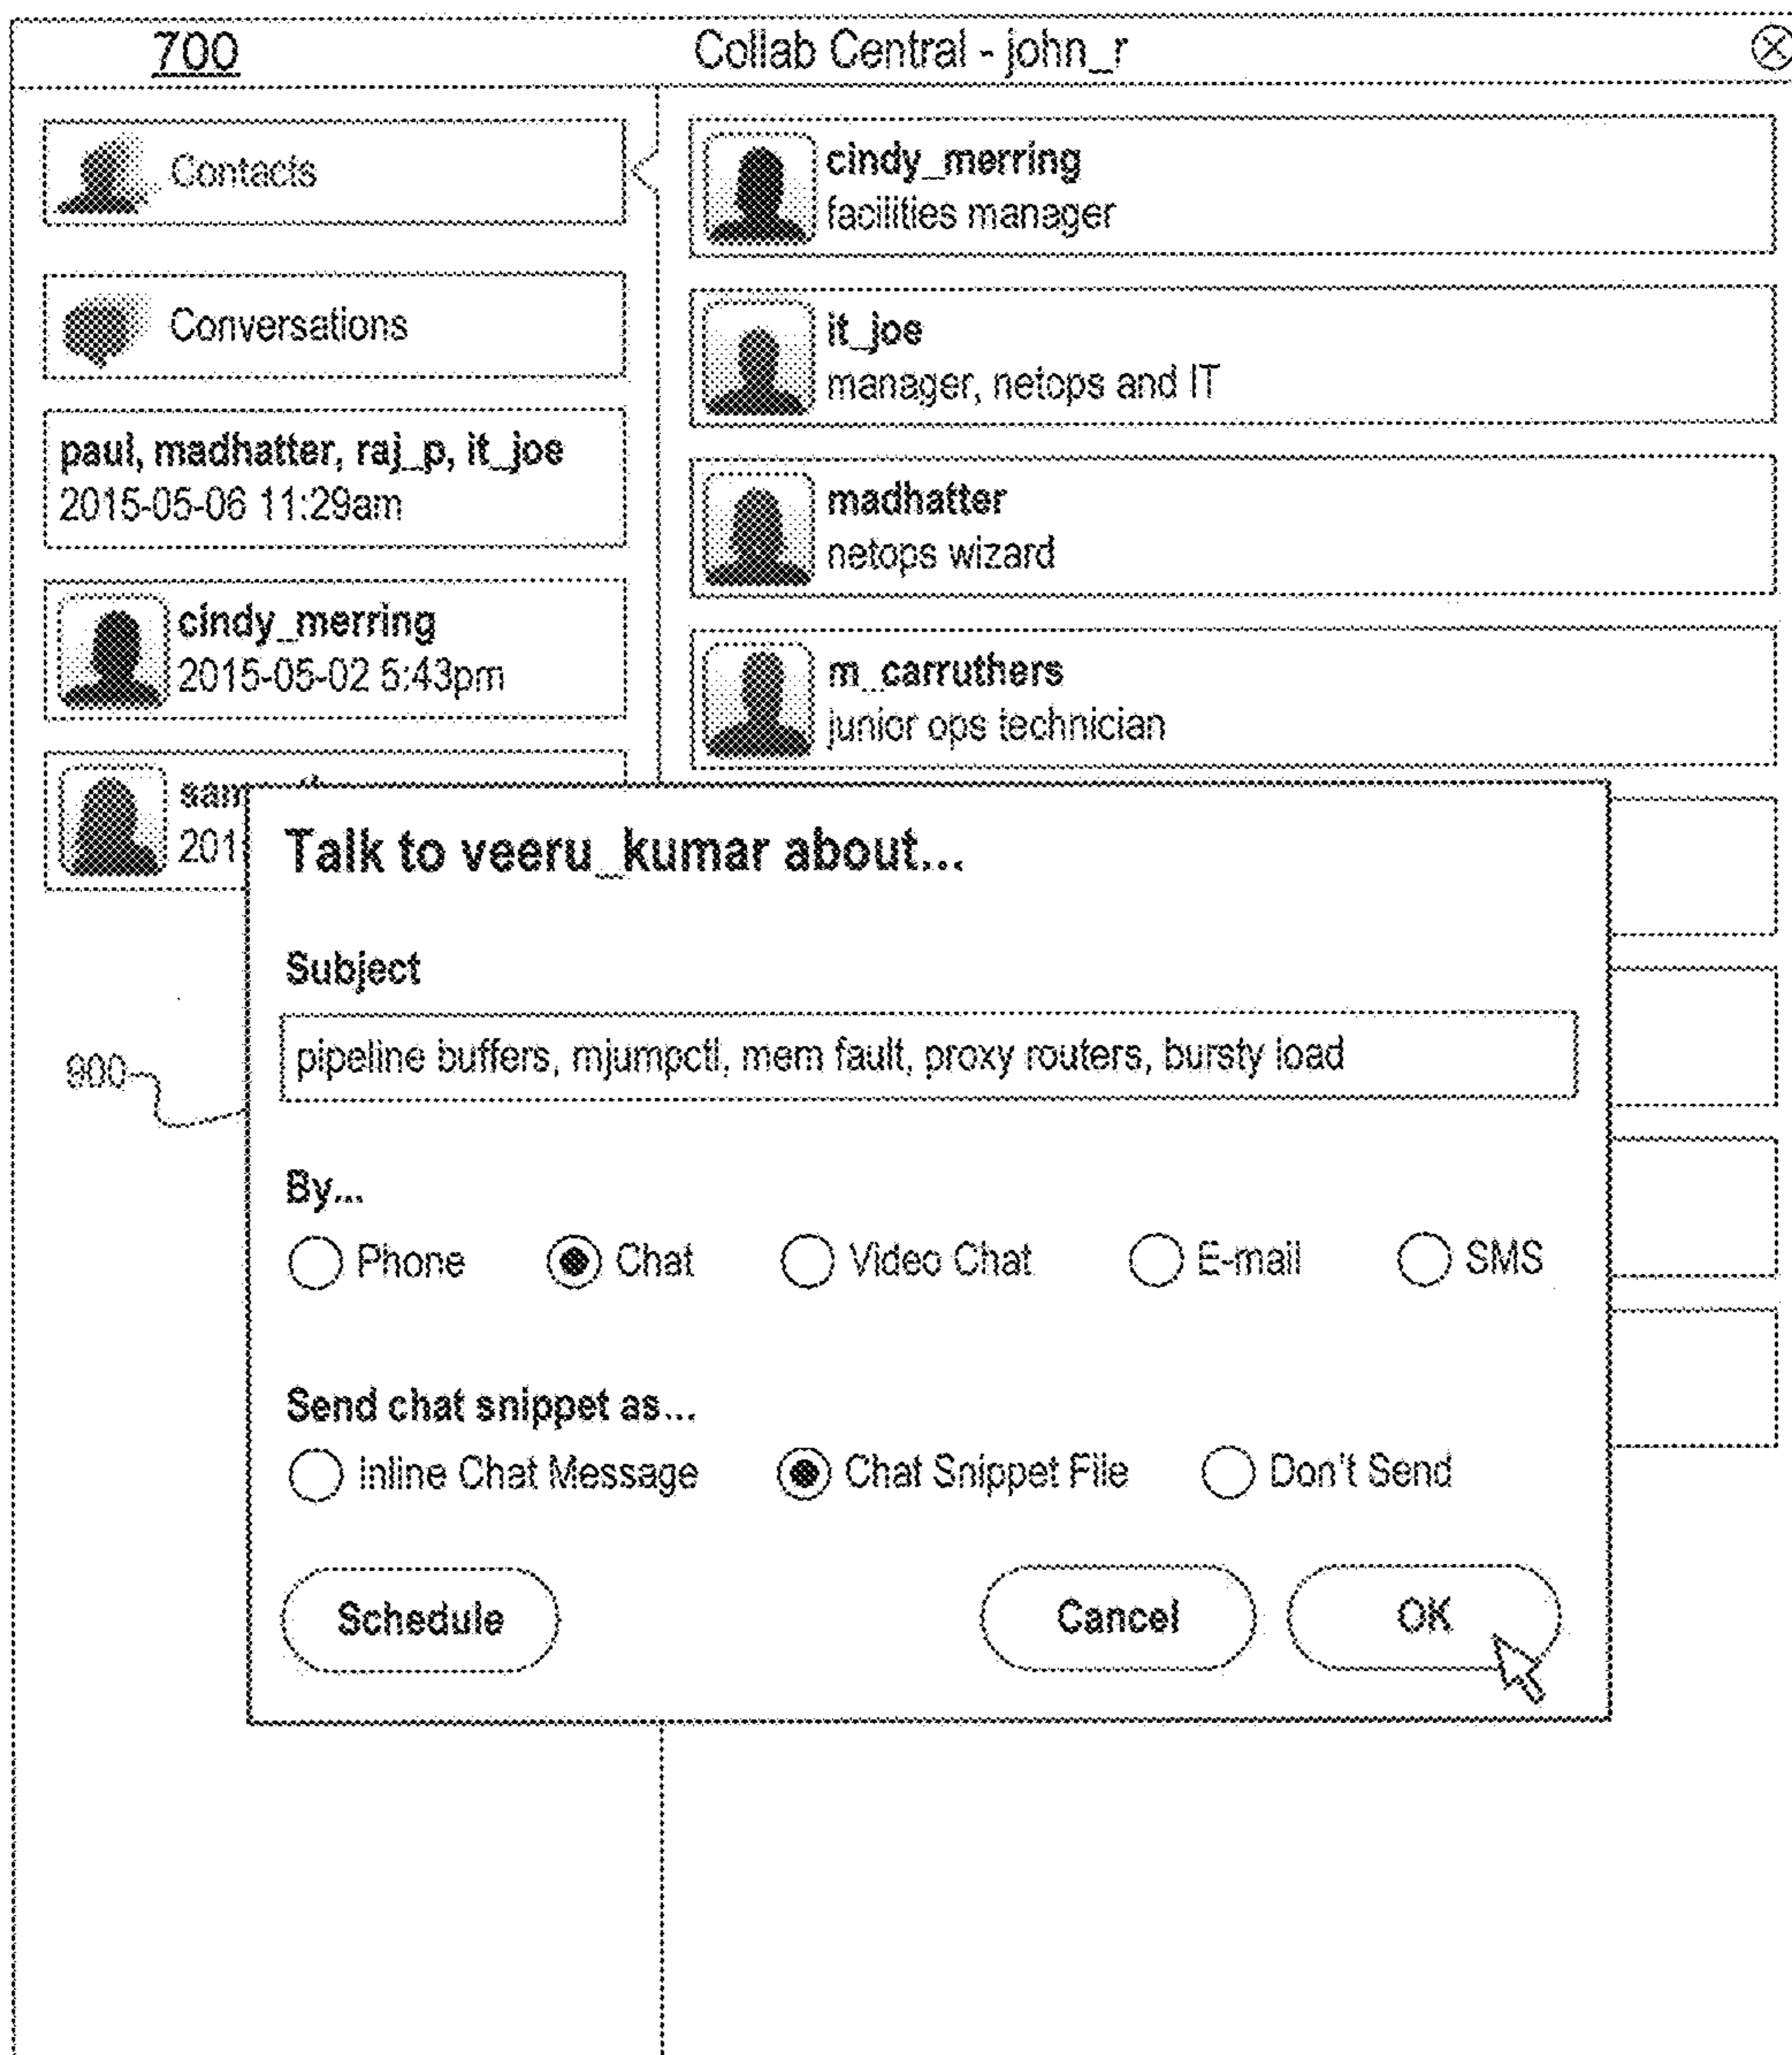 700
Collab Central - john_r
Contacts
Conversations
paul, madhatter, raj_p, it_joe
2015-05-06 11:29am
cindy_merring
2015-05-02 5:43pm
cindy_merring
facilities manager
it_joe
manager, netops and IT
madhatter
netops wizard
m_carruthers
junior ops technician
Talk to veeru_kumar about...
Subject
pipeline buffers, mjumpctl, mem fault, proxy routers, bursty load
900
By...
Phone Chat Video Chat E-mail SMS
Send chat snippet as...
Inline Chat Message Chat Snippet File Don't Send
Schedule Cancel OK